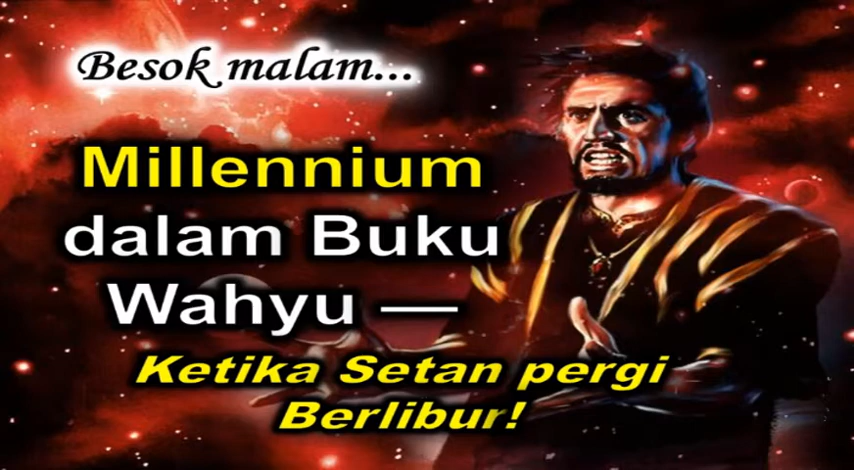 Besok malam...
Millennium
dalam Buku
Wahyu —
Ketika Setan pergi
Berlibur!